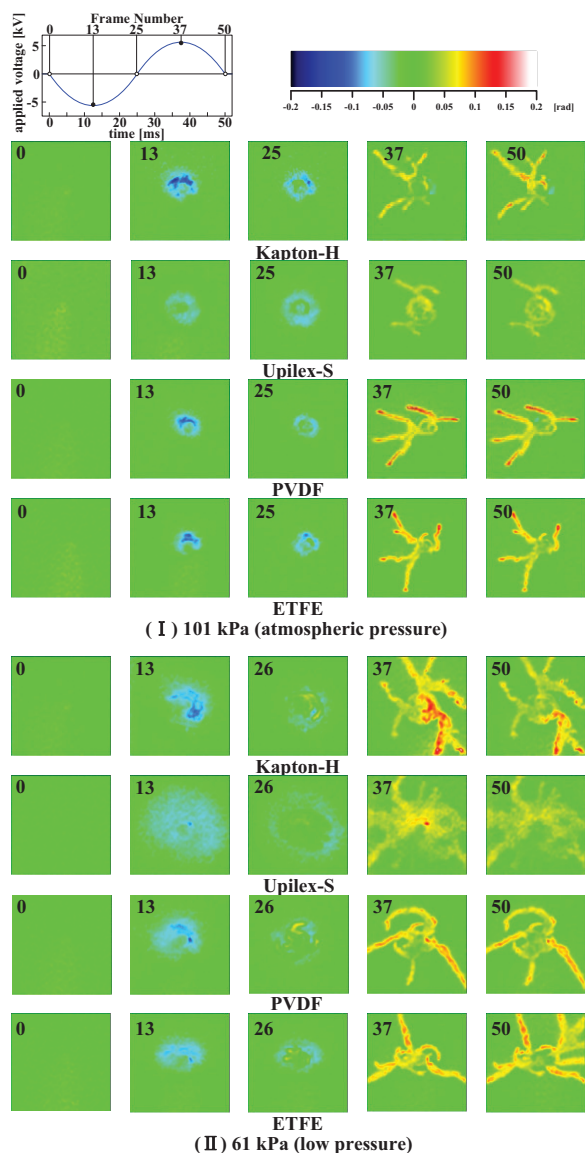 Frame Number
0 13 25 37 50
applied voltage [kV]
5
0
-5
0 10 20 30 40 50
time [ms]
-0.2 -0.15 -0.1 -0.05 0 0.05 0.1 0.15 0.2
[rad]
0 13 25 37 50
Kapton-H
0 13 25 37 50
Upilex-S
0 13 25 37 50
PVDF
0 13 25 37 50
ETFE
(Ⅰ) 101 kPa (atmospheric pressure)
0 13 26 37 50
Kapton-H
0 13 26 37 50
Upilex-S
0 13 26 37 50
PVDF
0 13 26 37 50
ETFE
(Ⅱ) 61 kPa (low pressure)